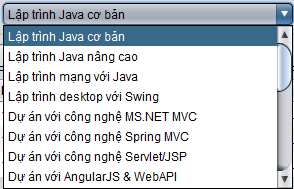 Lập trình Java cơ bản
Lập trình Java cơ bản
Lập trình Java nâng cao
Lập trình mạng với Java
Lập trình desktop với Swing
Dự án với công nghệ MS.NET MVC
Dự án với công nghệ Spring MVC
Dự án với công nghệ Servlet/JSP
Dự án với AngularJS & WebAPI